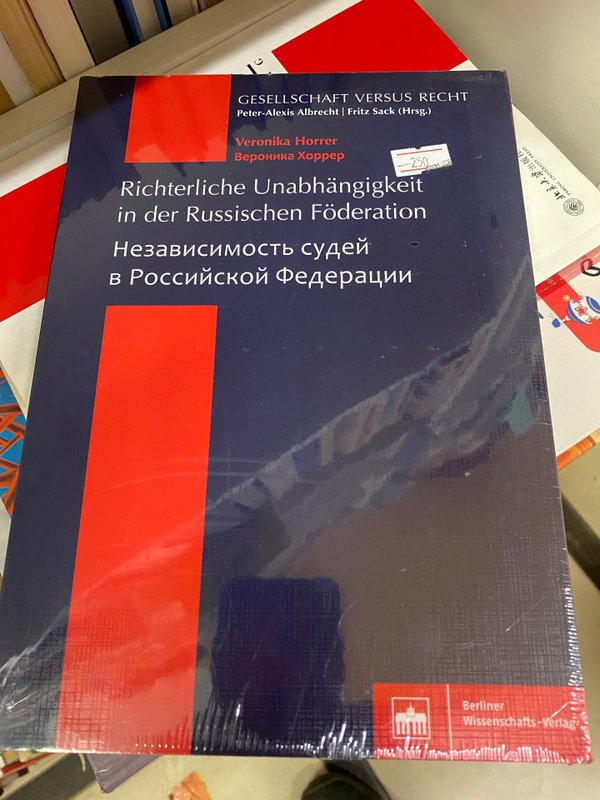 GESELLSCHAFT VERSUS RECHT
Peter-Alexis Albrecht | Fritz Sack (Hrsg.)
Veronika Horrer
Вероника Хоррер
250
Richterliche Unabhängigkeit
in der Russischen Föderation
Независимость судей
в Российской Федерации
Berliner
Wissenschafts-Verlag